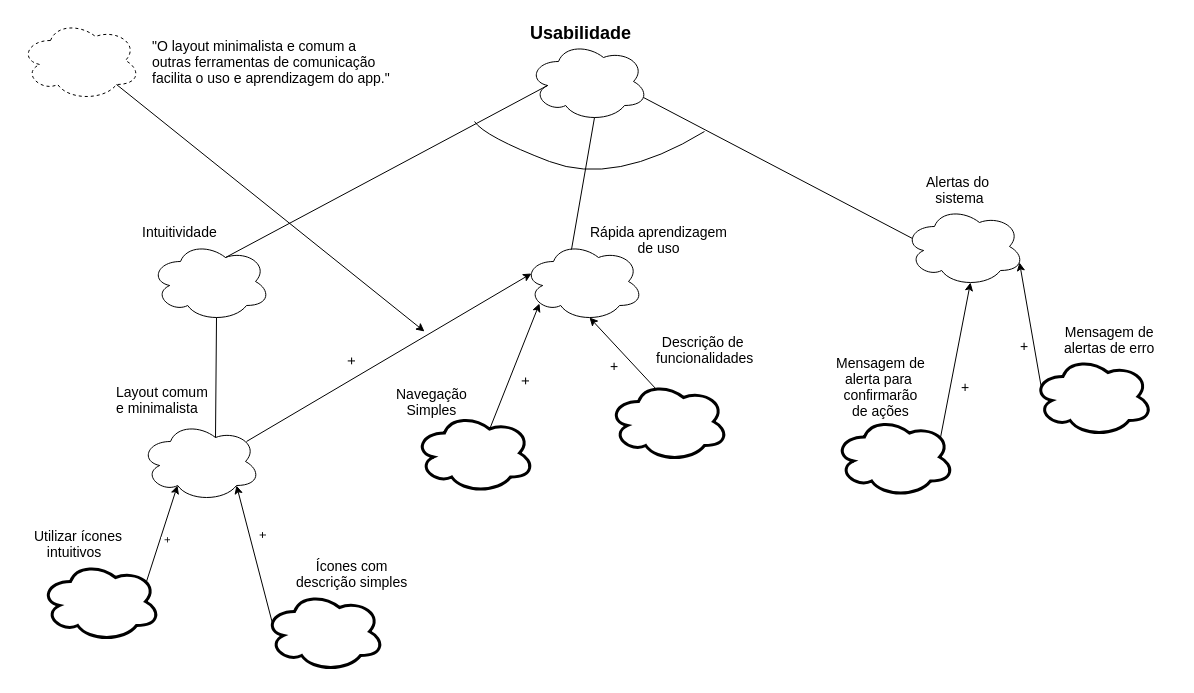 Usabilidade
"O layout minimalista e comum a
outras ferramentas de comunicação
facilita o uso e aprendizagem do app."
Alertas do
sistema
Intuitividade
Rápida aprendizagem
de uso
Mensagem de
alertas de erro
Descrição de
funcionalidades
+
+
+
Mensagem de
alerta para
confirmarão
de ações
+
+
Layout comum
e minimalista
Navegação
Simples
Utilizar ícones
intuitivos
+
+
Ícones com
descrição simples